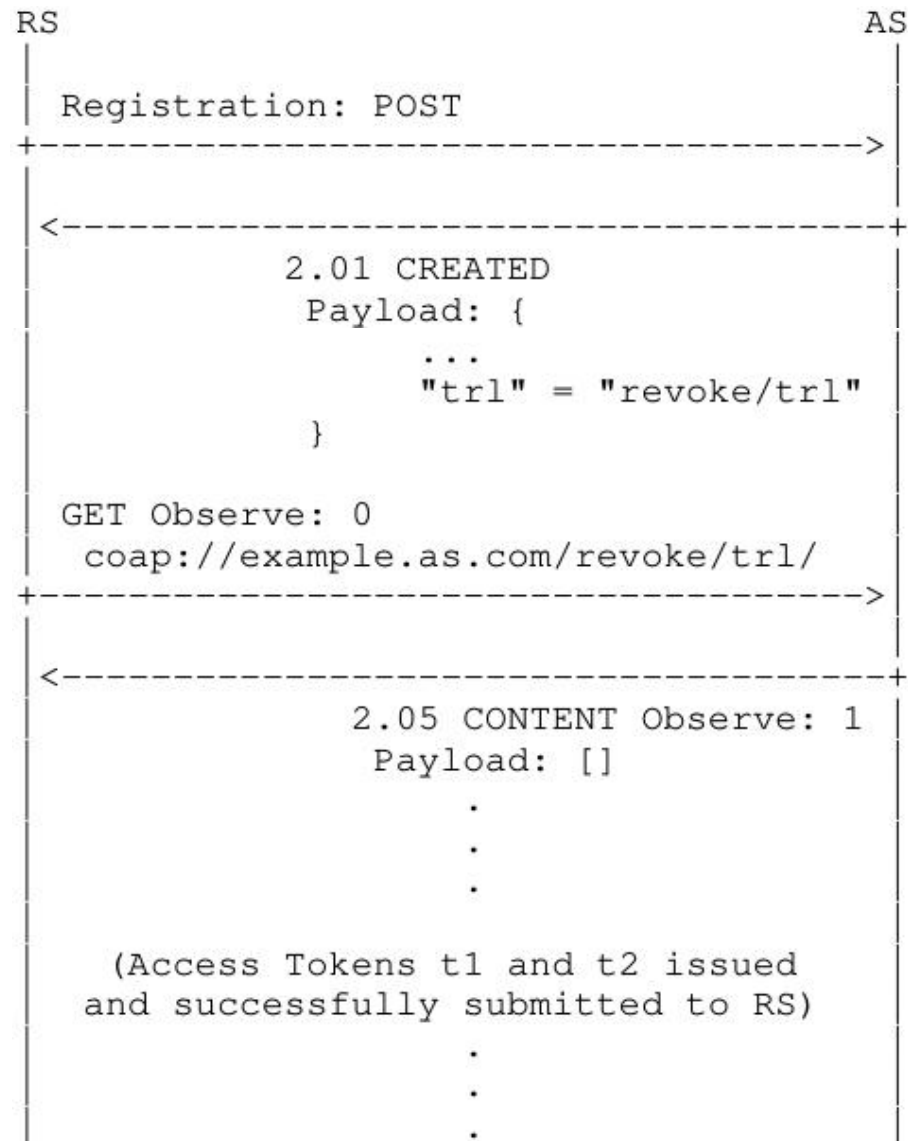 RS AS
Registration: POST
2.01 CREATED
Payload: {
...
"trl" = "revoke/trl"
}
GET Observe: 0
coap://example.as.com/revoke/trl/
2.05 CONTENT Observe: 1
Payload: []
.
.
.
(Access Tokens t1 and t2 issued
and successfully submitted to RS)
.
.
.